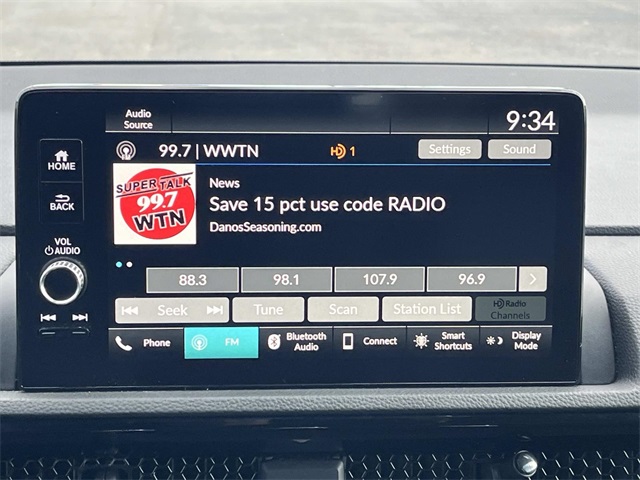 Audio
Source
9:34
HOME
99.7 | WWTN
HD 1
Settings
Sound
SUPER TALK
99.7
WTN
News
Save 15 pct use code RADIO
DanosSeasoning.com
BACK
VOL
AUDIO
88.3
98.1
107.9
96.9
Seek
Tune
Scan
Station List
HD Radio
Channels
Phone
FM
Bluetooth
Audio
Connect
Smart
Shortcuts
Display
Mode